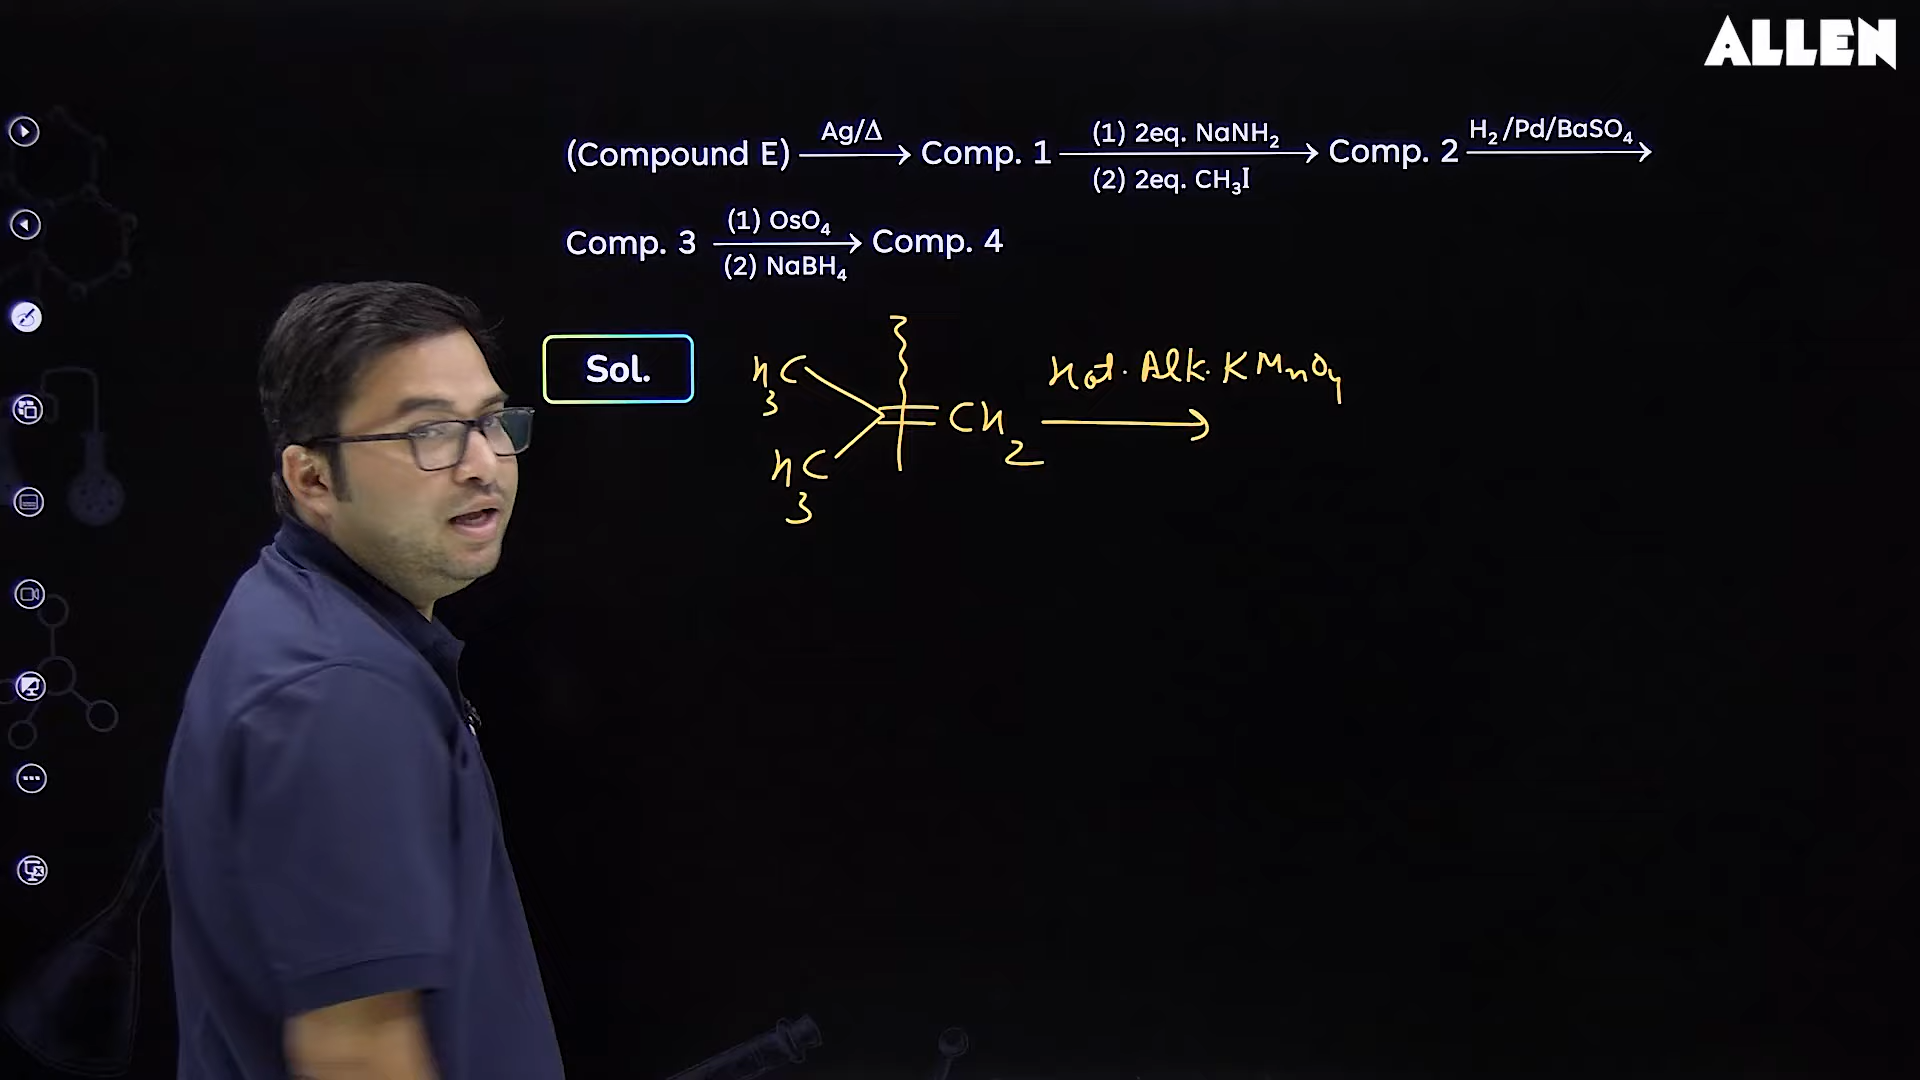 ALLEN
(Compound E) Ag/Δ → Comp. 1 (1) 2eq. NaNH₂ (2) 2eq. CH₃I → Comp. 2 H₂/Pd/BaSO₄ →
Comp. 3 (1) OsO₄ (2) NaBH₄ → Comp. 4
Sol.
H₃C
H₃C
=CH₂ Hot. Alk. KMnO₄ →